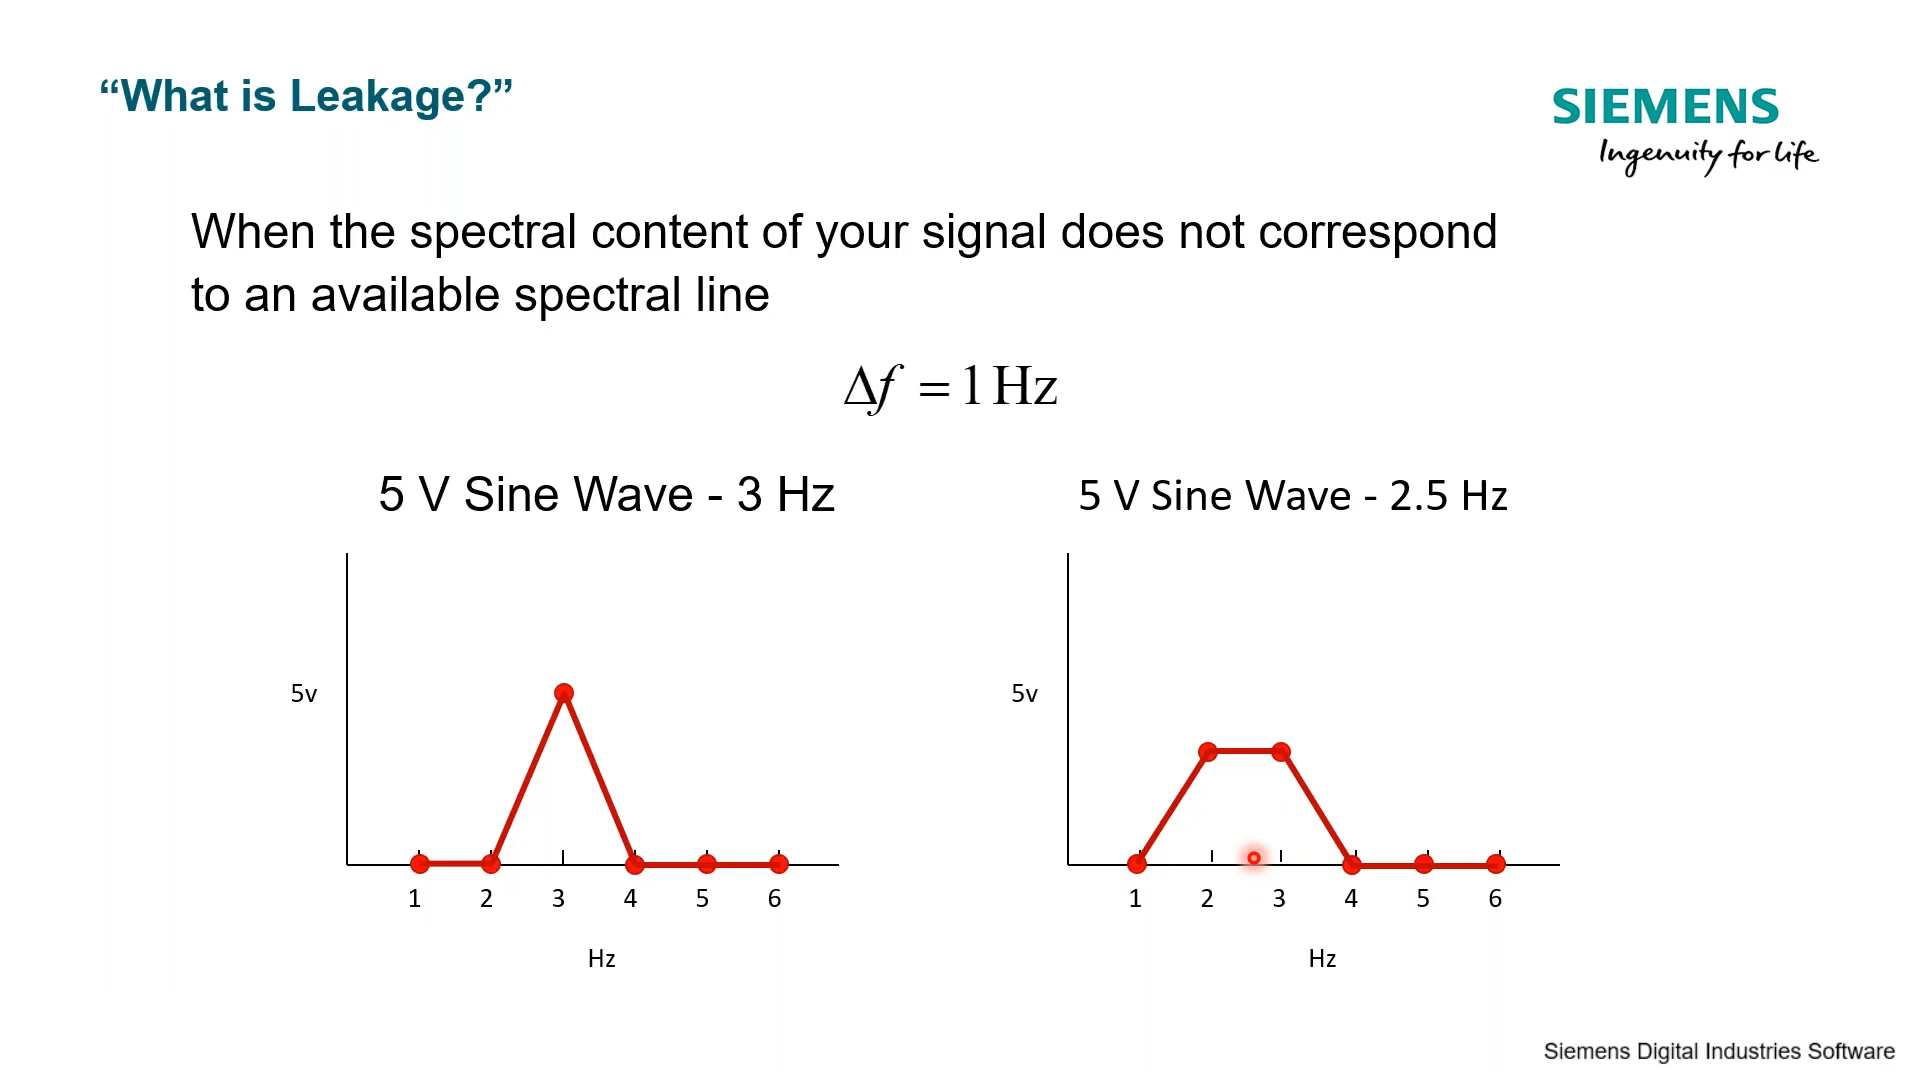 “What is Leakage?”
SIEMENS
Ingenuity for life
When the spectral content of your signal does not correspond
to an available spectral line
Δf = 1 Hz
5 V Sine Wave - 3 Hz
5v
1 2 3 4 5 6
Hz
5 V Sine Wave - 2.5 Hz
5v
1 2 3 4 5 6
Hz
Siemens Digital Industries Software